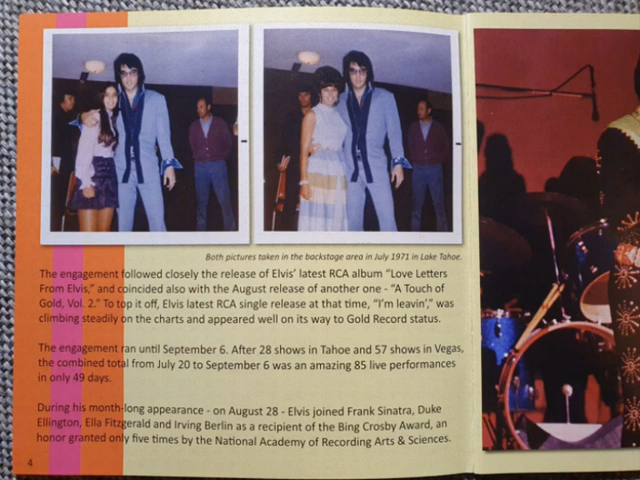 Both pictures taken in the backstage area in July 1971 in Lake Tahoe.
The engagement followed closely the release of Elvis' latest RCA album "Love Letters
From Elvis," and coincided also with the August release of another one - "A Touch of
Gold, Vol. 2." To top it off, Elvis latest RCA single release at that time, "I'm leavin'," was
climbing steadily on the charts and appeared well on its way to Gold Record status.
The engagement ran until September 6. After 28 shows in Tahoe and 57 shows in Vegas,
the combined total from July 20 to September 6 was an amazing 85 live performances
in only 49 days.
During his month-long appearance - on August 28 - Elvis joined Frank Sinatra, Duke
Ellington, Ella Fitzgerald and Irving Berlin as a recipient of the Bing Crosby Award, an
honor granted only five times by the National Academy of Recording Arts & Sciences.
4